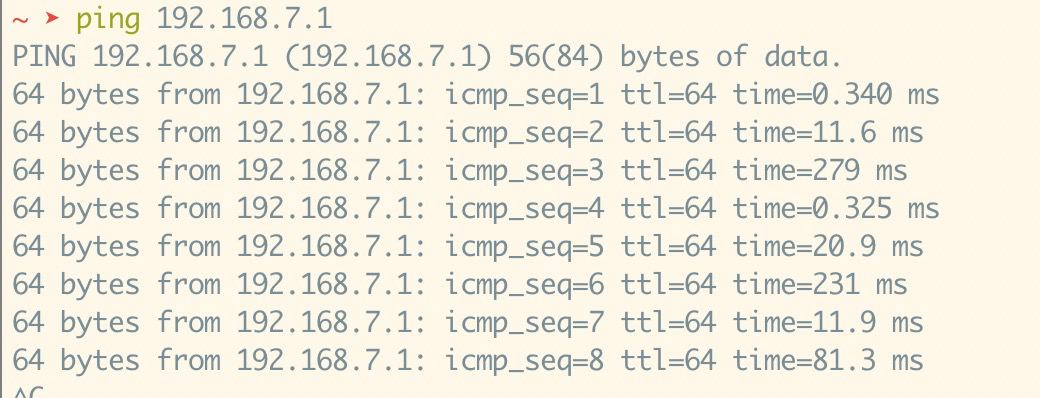 ~ ➤ ping 192.168.7.1
PING 192.168.7.1 (192.168.7.1) 56(84) bytes of data.
64 bytes from 192.168.7.1: icmp_seq=1 ttl=64 time=0.340 ms
64 bytes from 192.168.7.1: icmp_seq=2 ttl=64 time=11.6 ms
64 bytes from 192.168.7.1: icmp_seq=3 ttl=64 time=279 ms
64 bytes from 192.168.7.1: icmp_seq=4 ttl=64 time=0.325 ms
64 bytes from 192.168.7.1: icmp_seq=5 ttl=64 time=20.9 ms
64 bytes from 192.168.7.1: icmp_seq=6 ttl=64 time=231 ms
64 bytes from 192.168.7.1: icmp_seq=7 ttl=64 time=11.9 ms
64 bytes from 192.168.7.1: icmp_seq=8 ttl=64 time=81.3 ms
^C